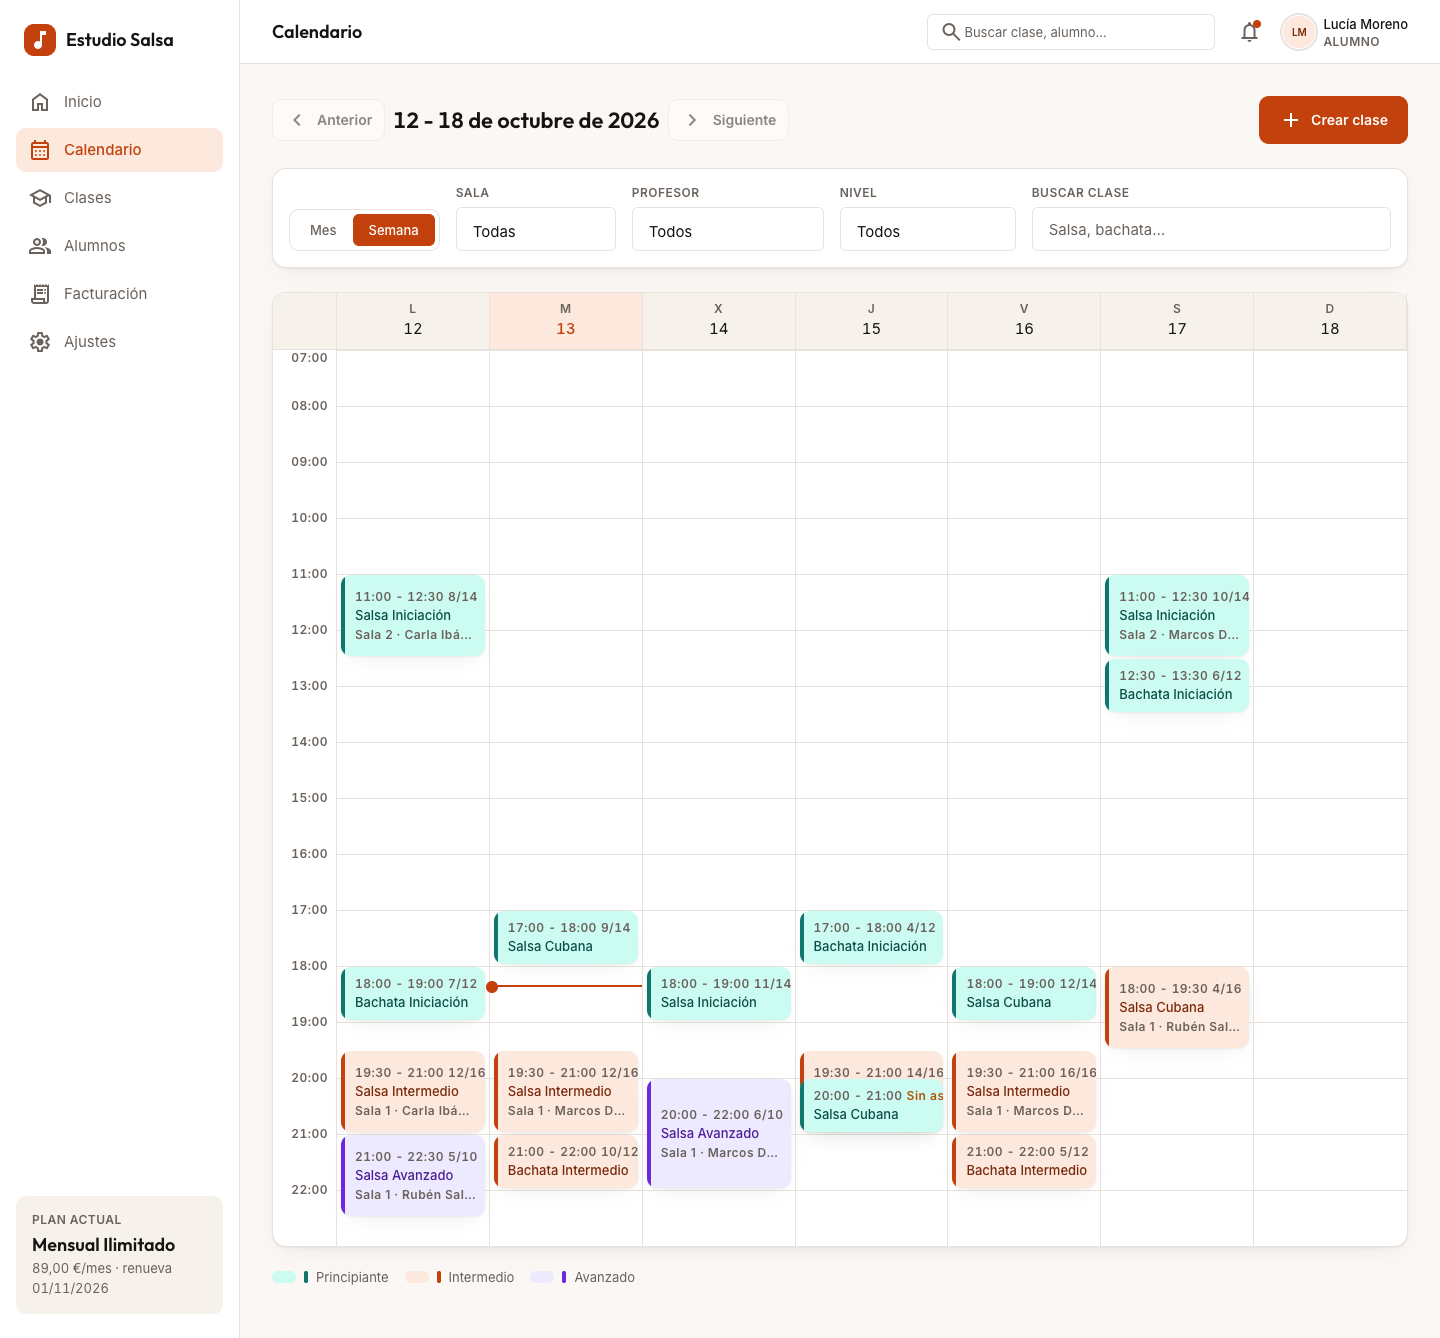 Estudio Salsa
Inicio
Calendario
Clases
Alumnos
Facturación
Ajustes
PLAN ACTUAL
Mensual Ilimitado
89,00 €/mes · renueva
01/11/2026
Calendario
Buscar clase, alumno...
LM
Lucía Moreno
ALUMNO
Anterior
12 - 18 de octubre de 2026
Siguiente
Crear clase
Mes
Semana
SALA
Todas
PROFESOR
Todos
NIVEL
Todos
BUSCAR CLASE
Salsa, bachata...
L
12
M
13
X
14
J
15
V
16
S
17
D
18
07:00
08:00
09:00
10:00
11:00
12:00
13:00
14:00
15:00
16:00
17:00
18:00
19:00
20:00
21:00
22:00
11:00 - 12:30 8/14
Salsa Iniciación
Sala 2 · Carla Ibá...
18:00 - 19:00 7/12
Bachata Iniciación
19:30 - 21:00 12/16
Salsa Intermedio
Sala 1 · Carla Ibá...
21:00 - 22:30 5/10
Salsa Avanzado
Sala 1 · Rubén Sal...
17:00 - 18:00 9/14
Salsa Cubana
19:30 - 21:00 12/16
Salsa Intermedio
Sala 1 · Marcos D...
21:00 - 22:00 10/12
Bachata Intermedio
18:00 - 19:00 11/14
Salsa Iniciación
20:00 - 22:00 6/10
Salsa Avanzado
Sala 1 · Marcos D...
17:00 - 18:00 4/12
Bachata Iniciación
19:30 - 21:00 14/16
20:00 - 21:00 Sin as
Salsa Cubana
18:00 - 19:00 12/14
Salsa Cubana
19:30 - 21:00 16/16
Salsa Intermedio
Sala 1 · Marcos D...
21:00 - 22:00 5/12
Bachata Intermedio
11:00 - 12:30 10/14
Salsa Iniciación
Sala 2 · Marcos D...
12:30 - 13:30 6/12
Bachata Iniciación
18:00 - 19:30 4/16
Salsa Cubana
Sala 1 · Rubén Sal...
Principiante
Intermedio
Avanzado